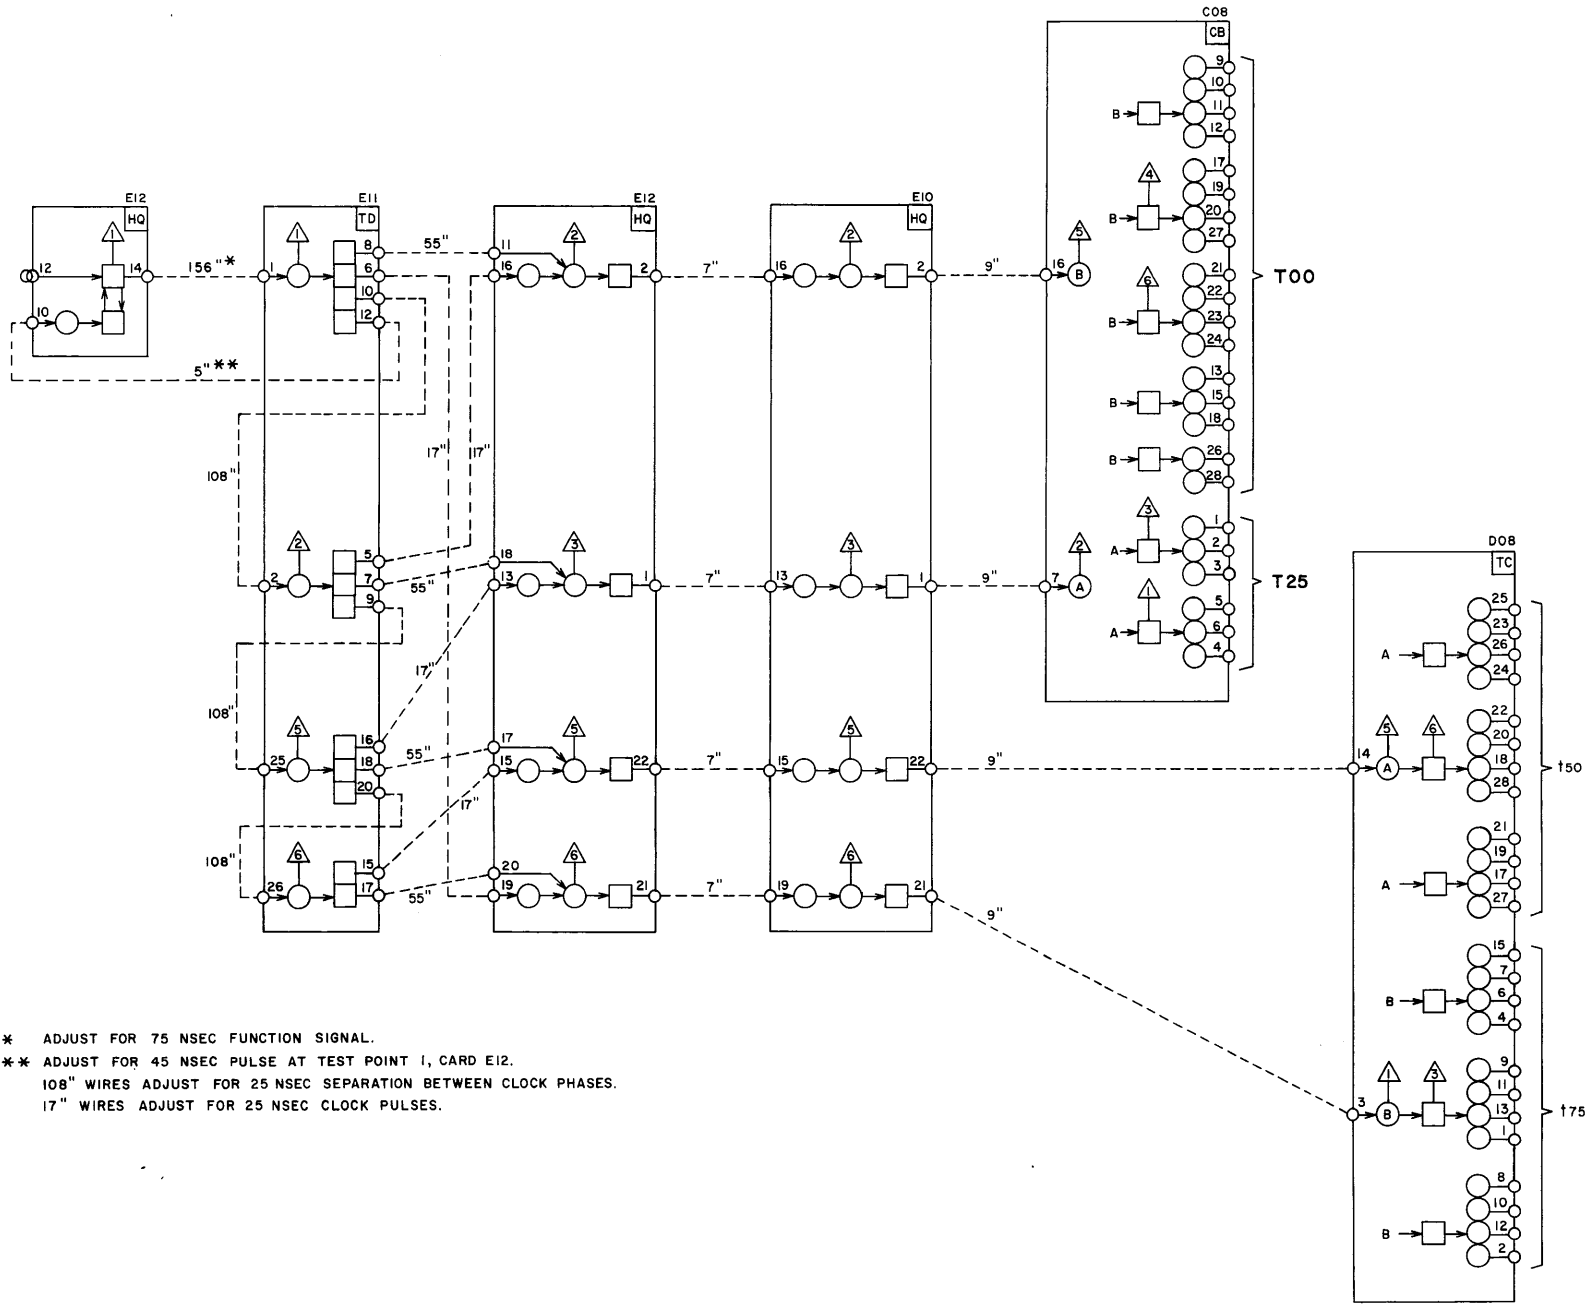 C08
CB
9
10
B 11
12
17
4 19
B 20
27
5 21
6 22
16 B B 23
24
T00
13
B 15
18
B 26
28
3 1
2 A 2
3
7 A 1 5
A 6
4
T25
E12
HQ
1
12 14
10
156"*
5"**
E11
TD
1 8
1 6
10
12
55"
108"
17" 17"
2 5
2 7
9
55"
108"
17"
5 16
25 18
20
55"
17"
108"
6 15
26 17
55"
E12
HQ
11 2
16 2
18 3
13 1
17 5
15 22
20 6
19 21
7"
7"
7"
7"
E10
HQ
2
16 2
3
13 1
5
15 22
6
19 21
9"
9"
9"
9"
D08
TC
25
23
A 26
24
22
5 6 20
14 A 18
28
21
19
A 17
27
t50
15
7
B 6
4
9
1 3 11
3 B 13
1
8
10
B 12
2
t75
* ADJUST FOR 75 NSEC FUNCTION SIGNAL.
** ADJUST FOR 45 NSEC PULSE AT TEST POINT 1, CARD E12.
108" WIRES ADJUST FOR 25 NSEC SEPARATION BETWEEN CLOCK PHASES.
17" WIRES ADJUST FOR 25 NSEC CLOCK PULSES.